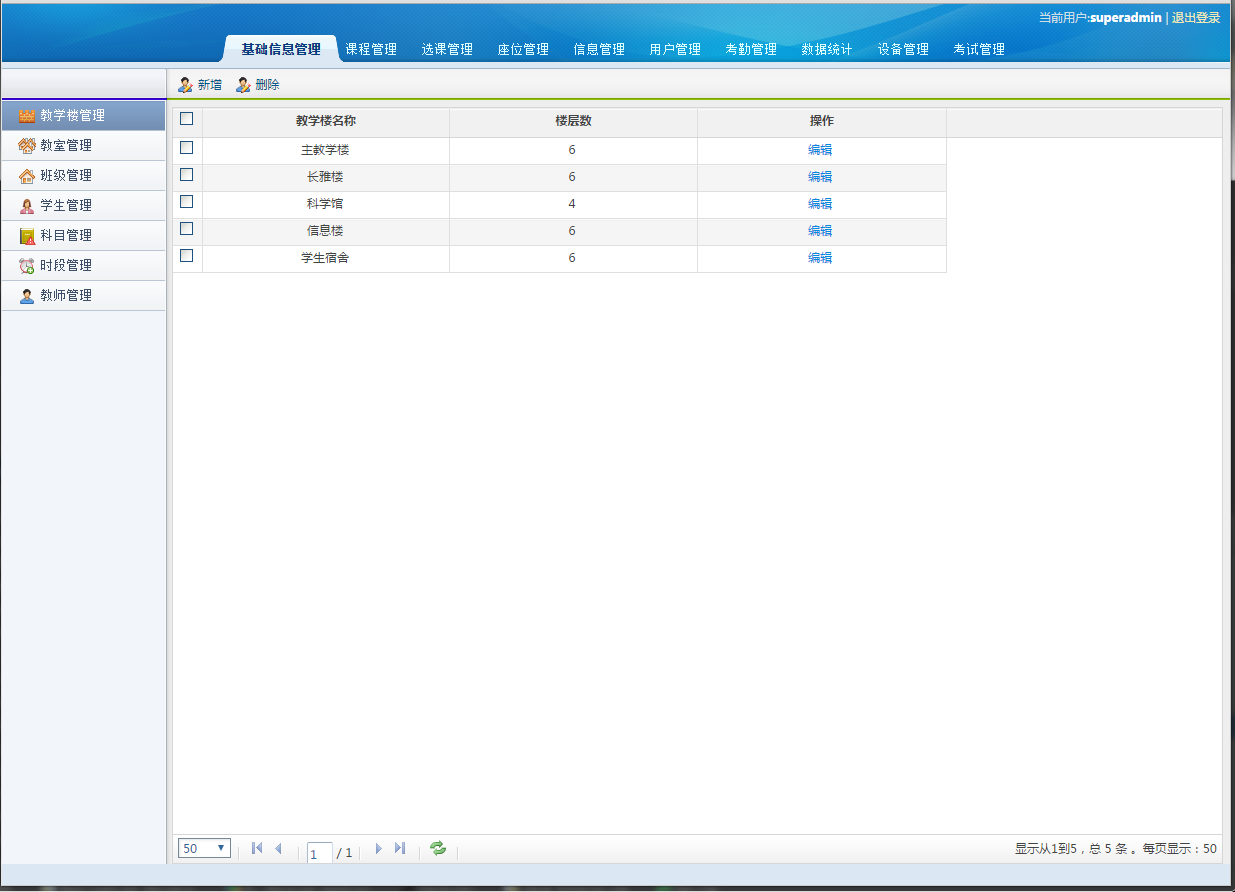 当前用户:superadmin | 退出登录
基础信息管理 课程管理 选课管理 座位管理 信息管理 用户管理 考勤管理 数据统计 设备管理 考试管理
新增 删除
教学楼管理
教室管理
班级管理
学生管理
科目管理
时段管理
教师管理
教学楼名称 楼层数 操作
主教学楼 6 编辑
长雅楼 6 编辑
科学馆 4 编辑
信息楼 6 编辑
学生宿舍 6 编辑
50 1 / 1 显示从1到5，总 5 条 。每页显示：50